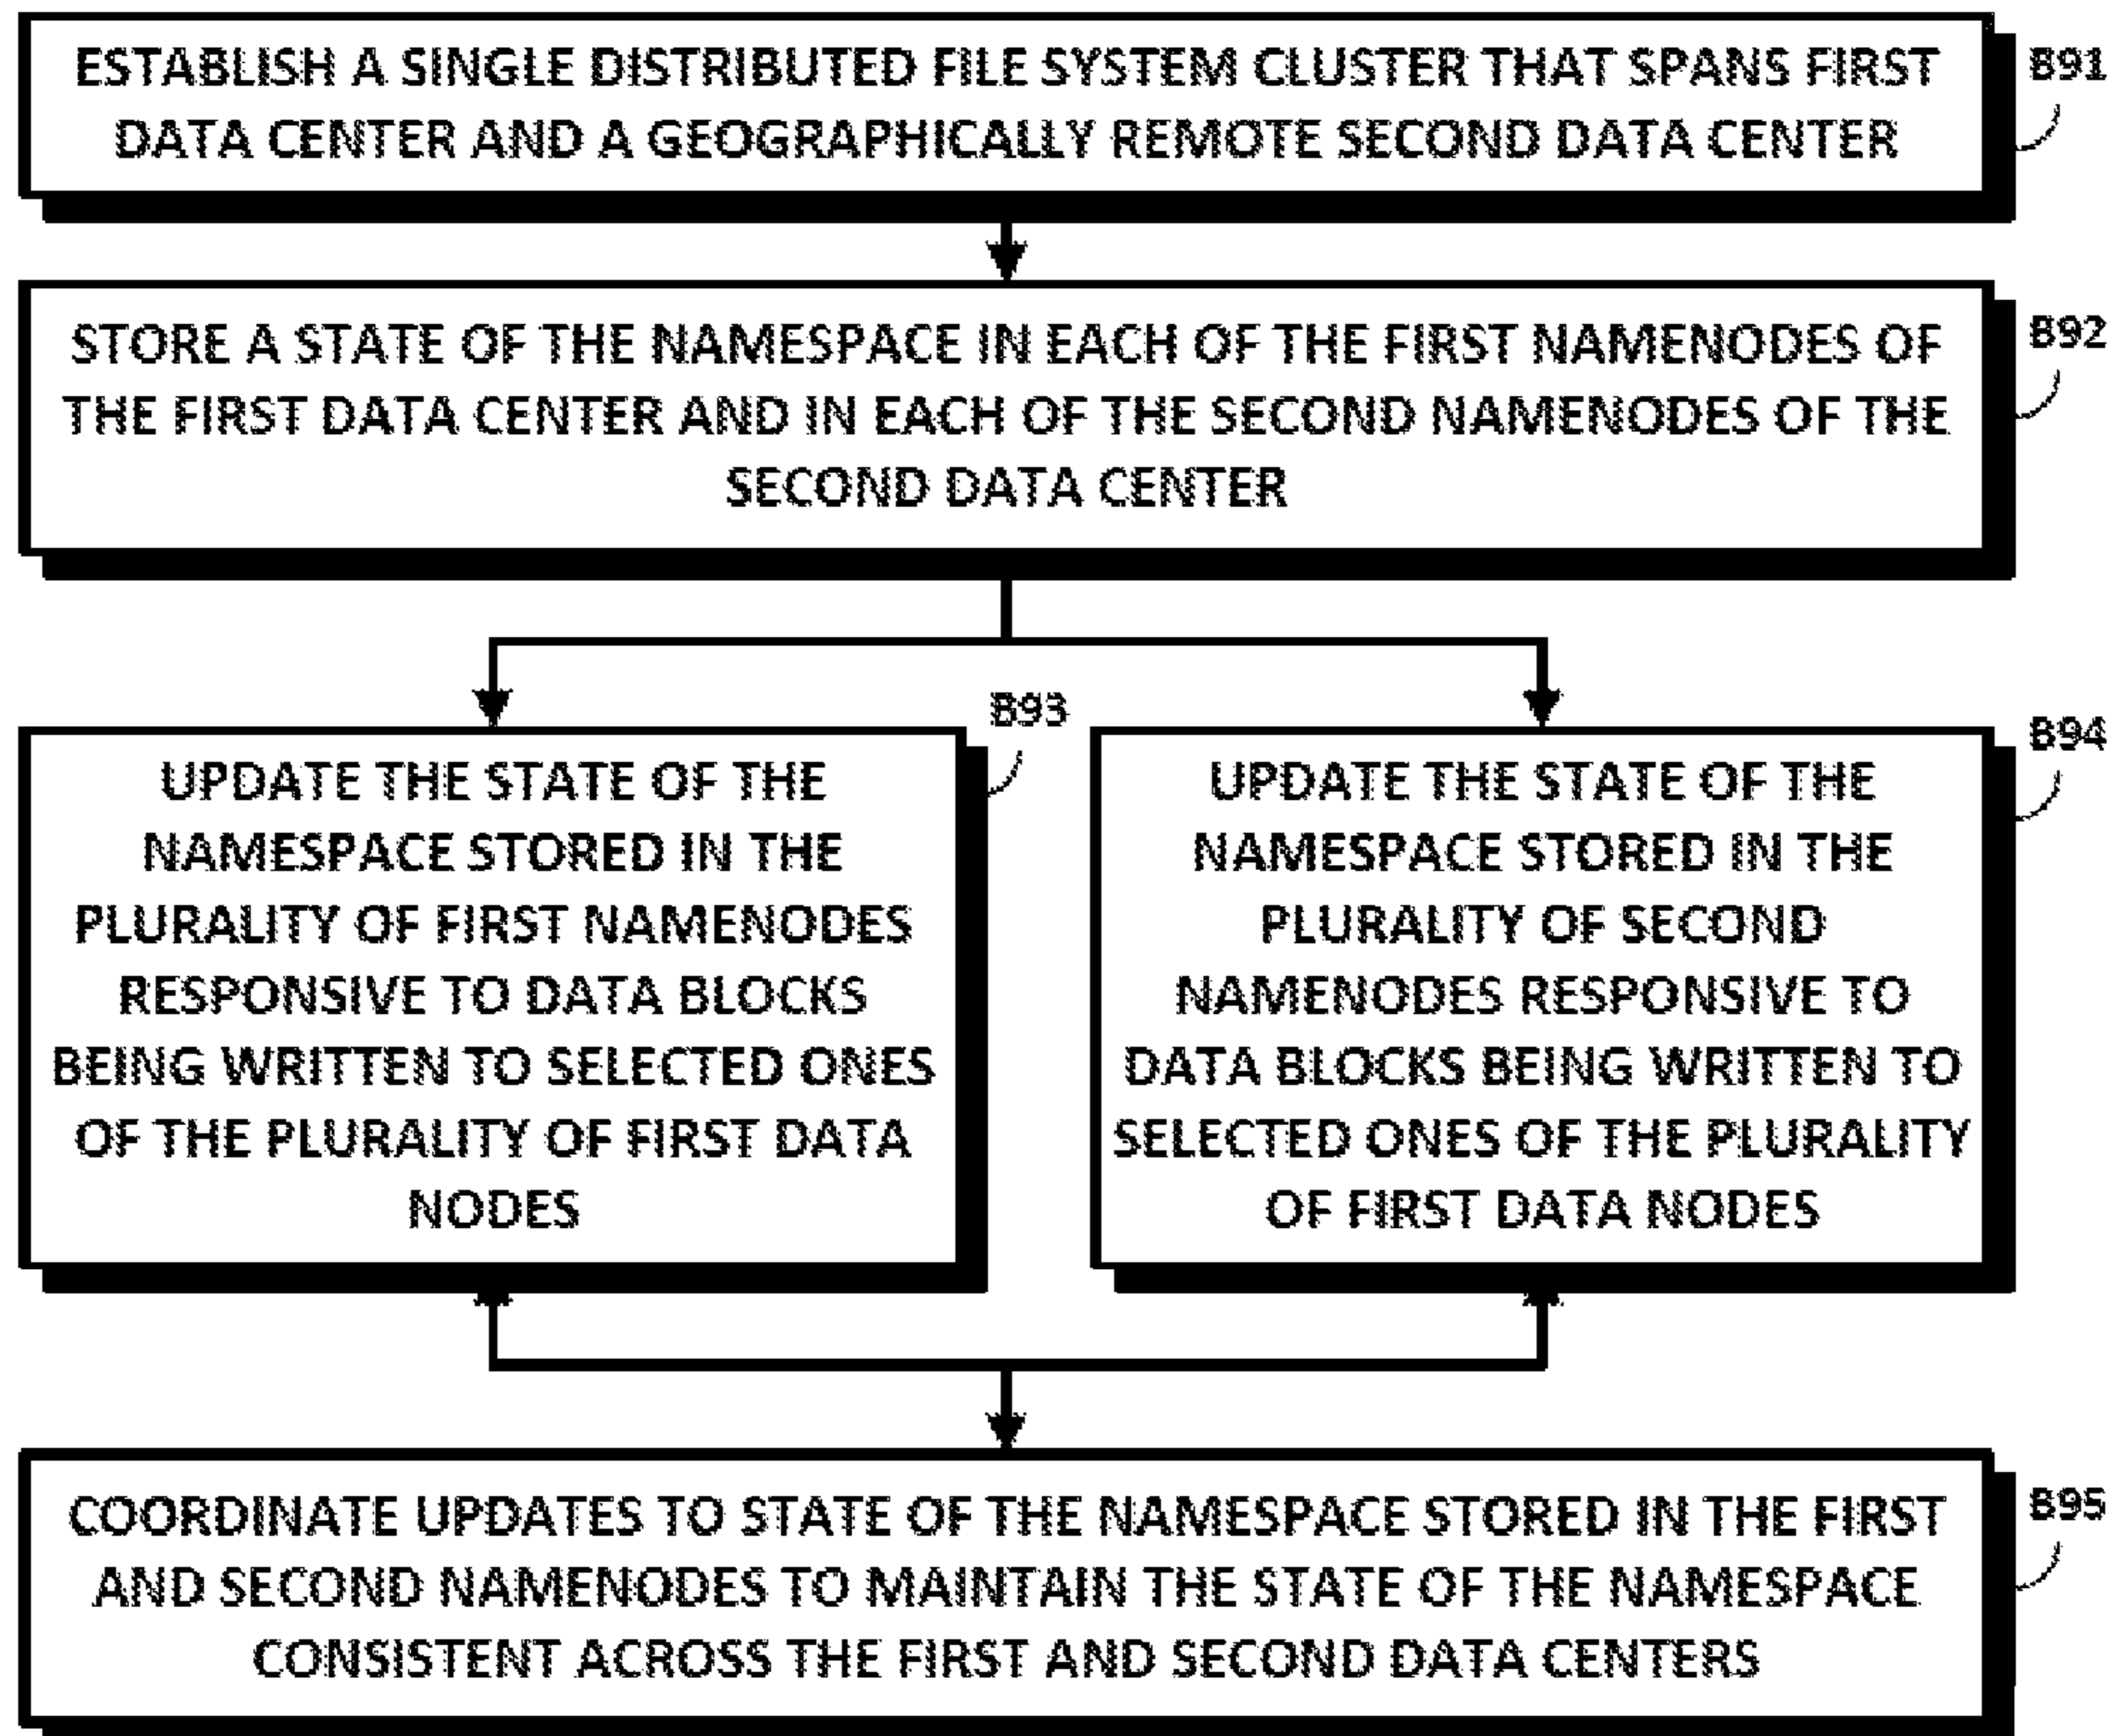 ESTABLISH A SINGLE DISTRIBUTED FILE SYSTEM CLUSTER THAT SPANS FIRST
DATA CENTER AND A GEOGRAPHICALLY REMOTE SECOND DATA CENTER
B91
STORE A STATE OF THE NAMESPACE IN EACH OF THE FIRST NAMENODES OF
THE FIRST DATA CENTER AND IN EACH OF THE SECOND NAMENODES OF THE
SECOND DATA CENTER
B92
UPDATE THE STATE OF THE
NAMESPACE STORED IN THE
PLURALITY OF FIRST NAMENODES
RESPONSIVE TO DATA BLOCKS
BEING WRITTEN TO SELECTED ONES
OF THE PLURALITY OF FIRST DATA
NODES
B93
UPDATE THE STATE OF THE
NAMESPACE STORED IN THE
PLURALITY OF SECOND
NAMENODES RESPONSIVE TO
DATA BLOCKS BEING WRITTEN TO
SELECTED ONES OF THE PLURALITY
OF FIRST DATA NODES
B94
COORDINATE UPDATES TO STATE OF THE NAMESPACE STORED IN THE FIRST
AND SECOND NAMENODES TO MAINTAIN THE STATE OF THE NAMESPACE
CONSISTENT ACROSS THE FIRST AND SECOND DATA CENTERS
B95